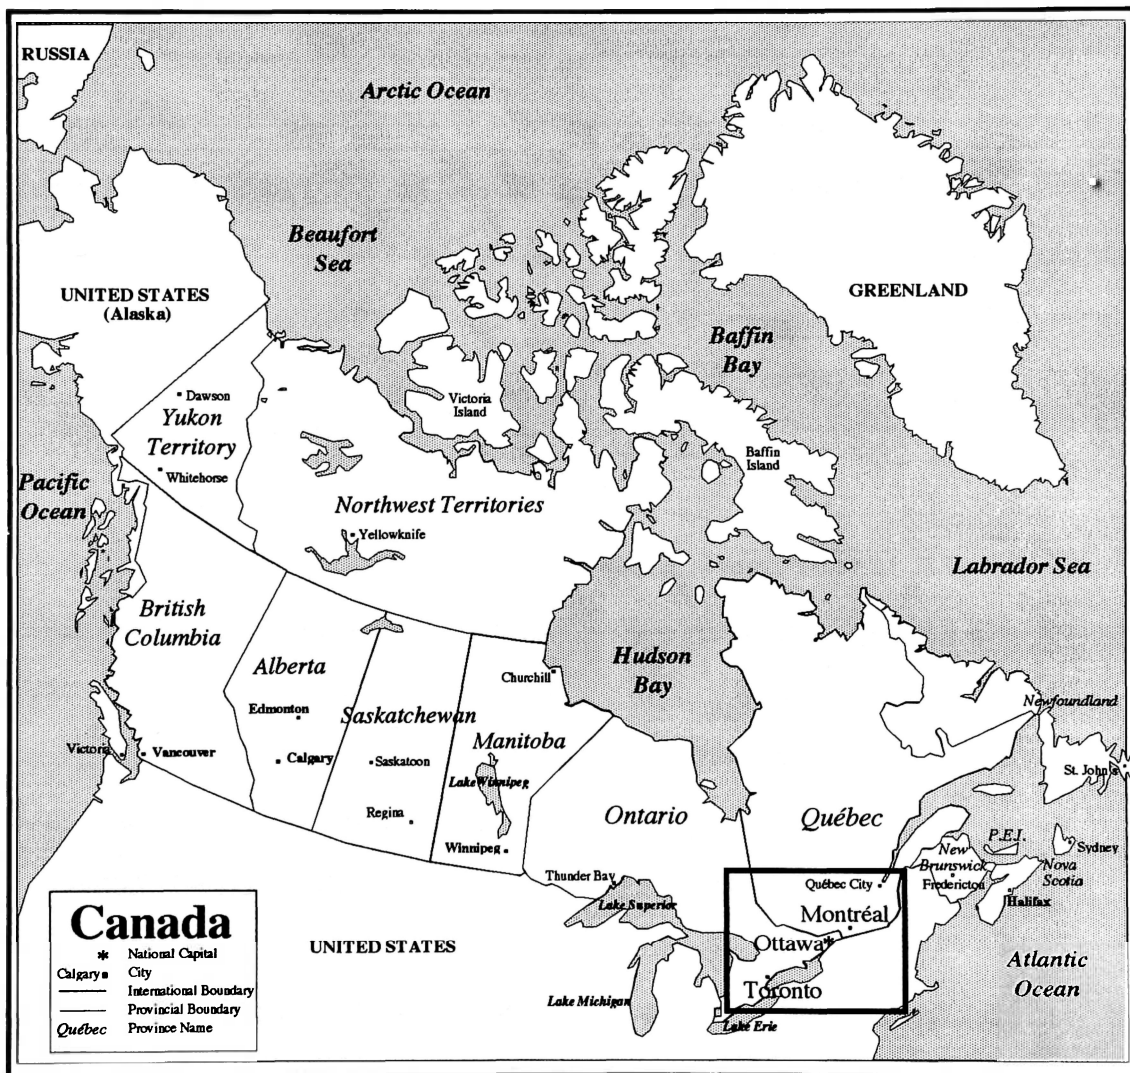 RUSSIA
Arctic Ocean
Beaufort
Sea
UNITED STATES
(Alaska)
GREENLAND
Baffin
Bay
Dawson
Yukon
Territory
Whitehorse
Victoria
Island
Baffin
Island
Pacific
Ocean
Northwest Territories
Yellowknife
Labrador Sea
British
Columbia
Alberta
Hudson
Bay
Churchill
Edmonton
Saskatchewan
Newfoundland
Manitoba
Victoria
Vancouver
Calgary
Saskatoon
Lake Winnipeg
St. John's
Regina
Ontario
Québec
P.E.I.
Sydney
Winnipeg
New
Brunswick
Nova
Scotia
Thunder Bay
Québec City
Fredericton
Halifax
Lake Superior
Montréal
Ottawa*
UNITED STATES
Atlantic
Ocean
Toronto
Lake Michigan
Lake Erie
Canada
* National Capital
Calgary City
International Boundary
Provincial Boundary
Québec Province Name